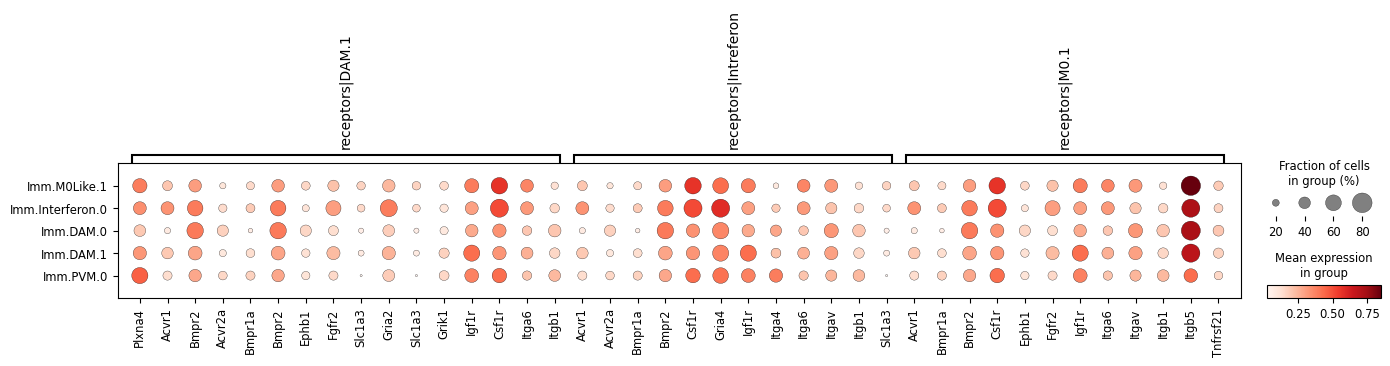 receptors|DAM.1
receptors|Intreferon
receptors|M0.1
Imm.M0Like.1
Imm.Interferon.0
Imm.DAM.0
Imm.DAM.1
Imm.PVM.0
Plxna4
Acvr1
Bmpr2
Acvr2a
Bmpr1a
Bmpr2
Ephb1
Fgfr2
Slc1a3
Gria2
Slc1a3
Grik1
Igf1r
Csf1r
Itga6
Itgb1
Acvr1
Acvr2a
Bmpr1a
Bmpr2
Csf1r
Gria4
Igf1r
Itga4
Itga6
Itgav
Itgb1
Slc1a3
Acvr1
Bmpr1a
Bmpr2
Csf1r
Ephb1
Fgfr2
Igf1r
Itga6
Itgav
Itgb1
Itgb5
Tnfrsf21
Fraction of cells
in group (%)
20 40 60 80
Mean expression
in group
0.25 0.50 0.75